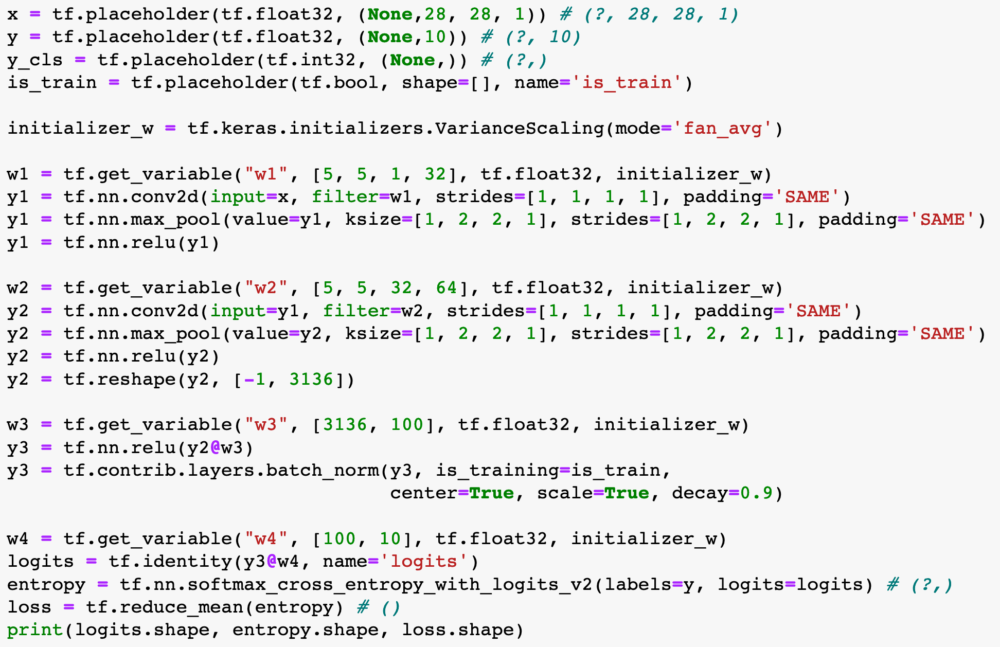 x = tf.placeholder(tf.float32, (None,28, 28, 1)) # (?, 28, 28, 1)
y = tf.placeholder(tf.float32, (None,10)) # (?, 10)
y_cls = tf.placeholder(tf.int32, (None,)) # (?,)
is_train = tf.placeholder(tf.bool, shape=[], name='is_train')

initializer_w = tf.keras.initializers.VarianceScaling(mode='fan_avg')

w1 = tf.get_variable("w1", [5, 5, 1, 32], tf.float32, initializer_w)
y1 = tf.nn.conv2d(input=x, filter=w1, strides=[1, 1, 1, 1], padding='SAME')
y1 = tf.nn.max_pool(value=y1, ksize=[1, 2, 2, 1], strides=[1, 2, 2, 1], padding='SAME')
y1 = tf.nn.relu(y1)

w2 = tf.get_variable("w2", [5, 5, 32, 64], tf.float32, initializer_w)
y2 = tf.nn.conv2d(input=y1, filter=w2, strides=[1, 1, 1, 1], padding='SAME')
y2 = tf.nn.max_pool(value=y2, ksize=[1, 2, 2, 1], strides=[1, 2, 2, 1], padding='SAME')
y2 = tf.nn.relu(y2)
y2 = tf.reshape(y2, [-1, 3136])

w3 = tf.get_variable("w3", [3136, 100], tf.float32, initializer_w)
y3 = tf.nn.relu(y2@w3)
y3 = tf.contrib.layers.batch_norm(y3, is_training=is_train,
                                  center=True, scale=True, decay=0.9)

w4 = tf.get_variable("w4", [100, 10], tf.float32, initializer_w)
logits = tf.identity(y3@w4, name='logits')
entropy = tf.nn.softmax_cross_entropy_with_logits_v2(labels=y, logits=logits) # (?,)
loss = tf.reduce_mean(entropy) # ()
print(logits.shape, entropy.shape, loss.shape)